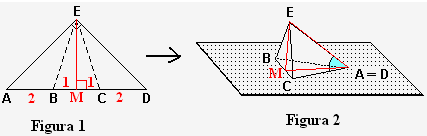 E
1 1
A 2 B M C 2 D
Figura 1
E
B
M
C
A = D
Figura 2